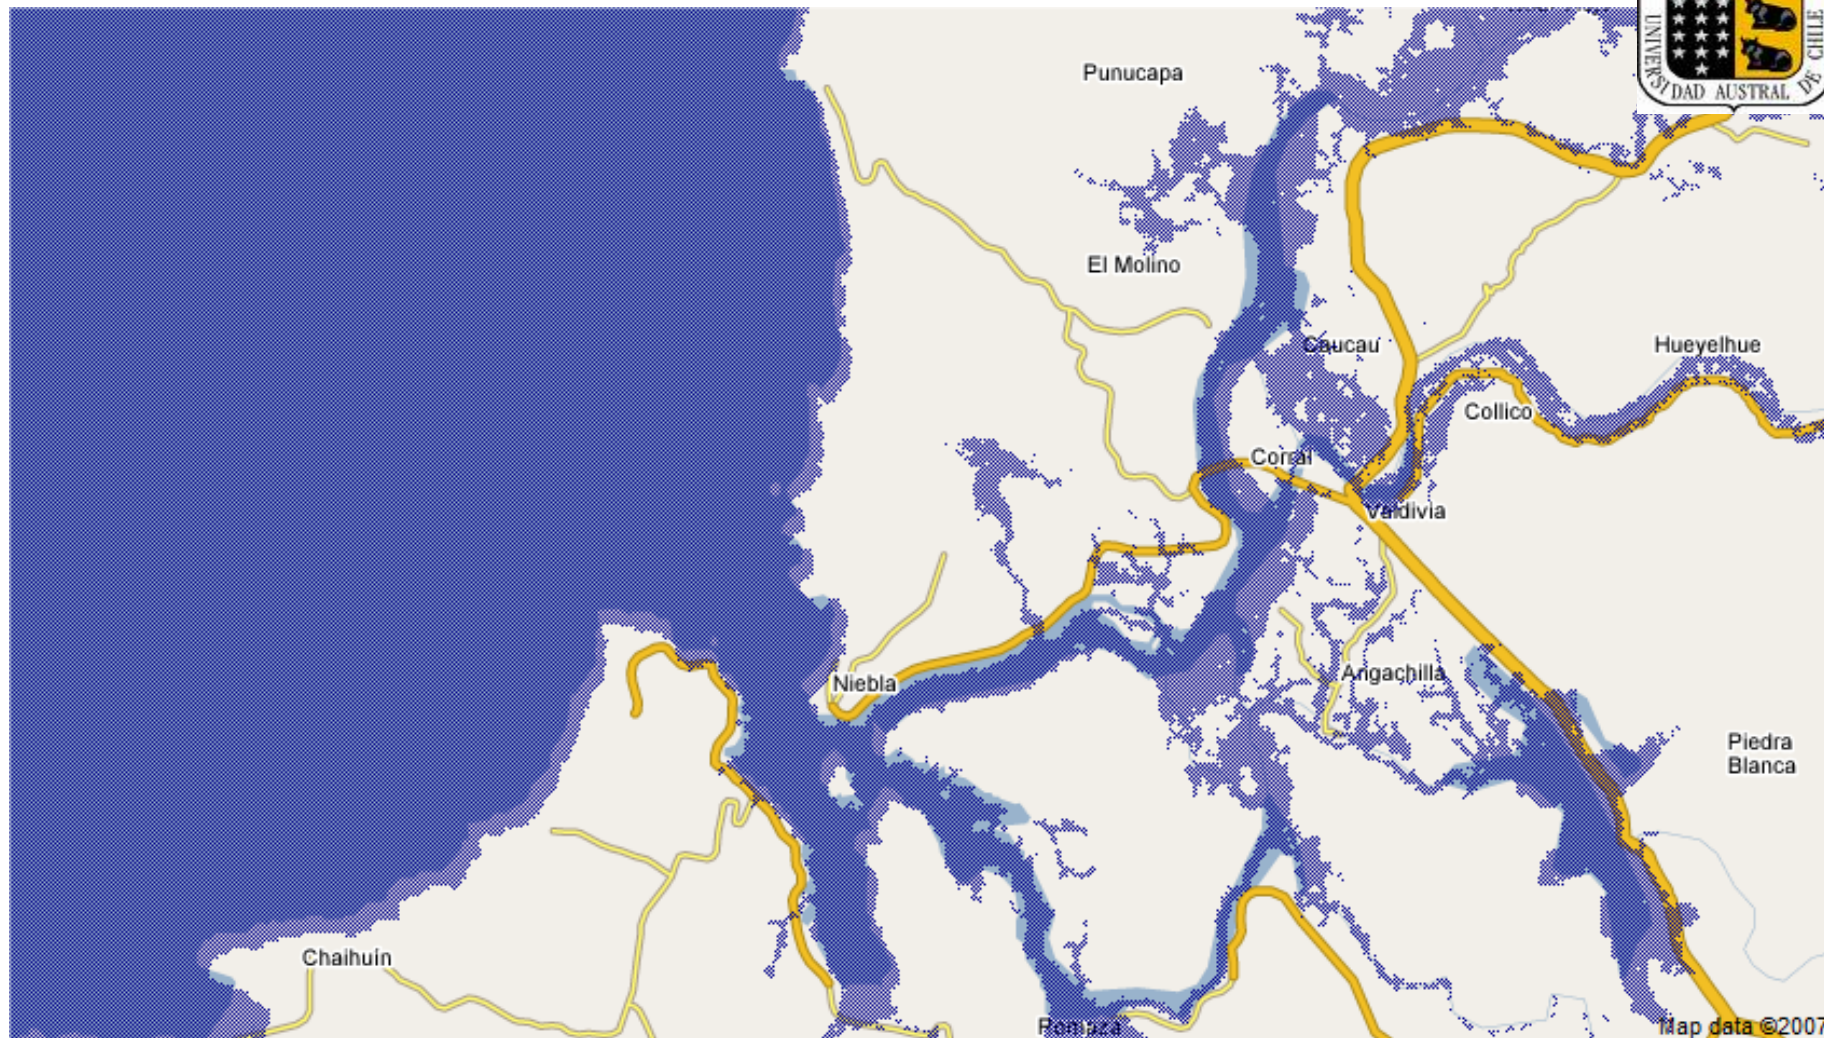 UNIVERSIDAD AUSTRAL DE CHILE
Punucapa
El Molino
Caucau
Hueyelhue
Collico
Corral
Valdivia
Niebla
Angachilla
Piedra
Blanca
Chaihuín
Romaza
Map data ©2007